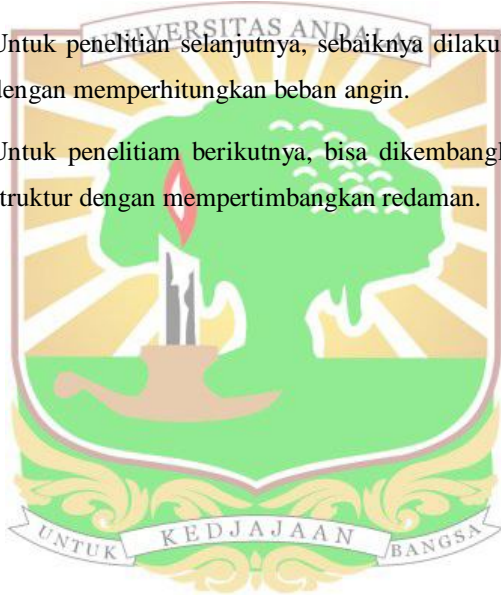 UNIVERSITAS ANDALAS
Untuk penelitian selanjutnya, sebaiknya dilaku
dengan memperhitungkan beban angin.
Untuk penelitiam berikutnya, bisa dikembangk
truktur dengan mempertimbangkan redaman.
UNTUK KEDJAJAAN BANGSA